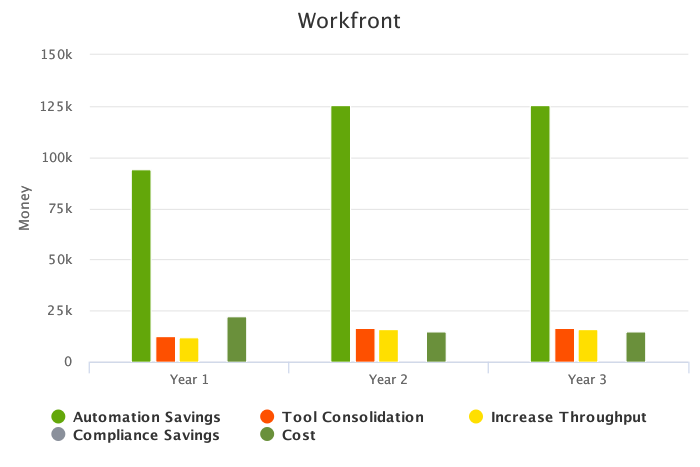 Workfront
150k
125k
100k
75k
50k
25k
0
Money
Year 1 Year 2 Year 3
Automation Savings Tool Consolidation Increase Throughput
Compliance Savings Cost